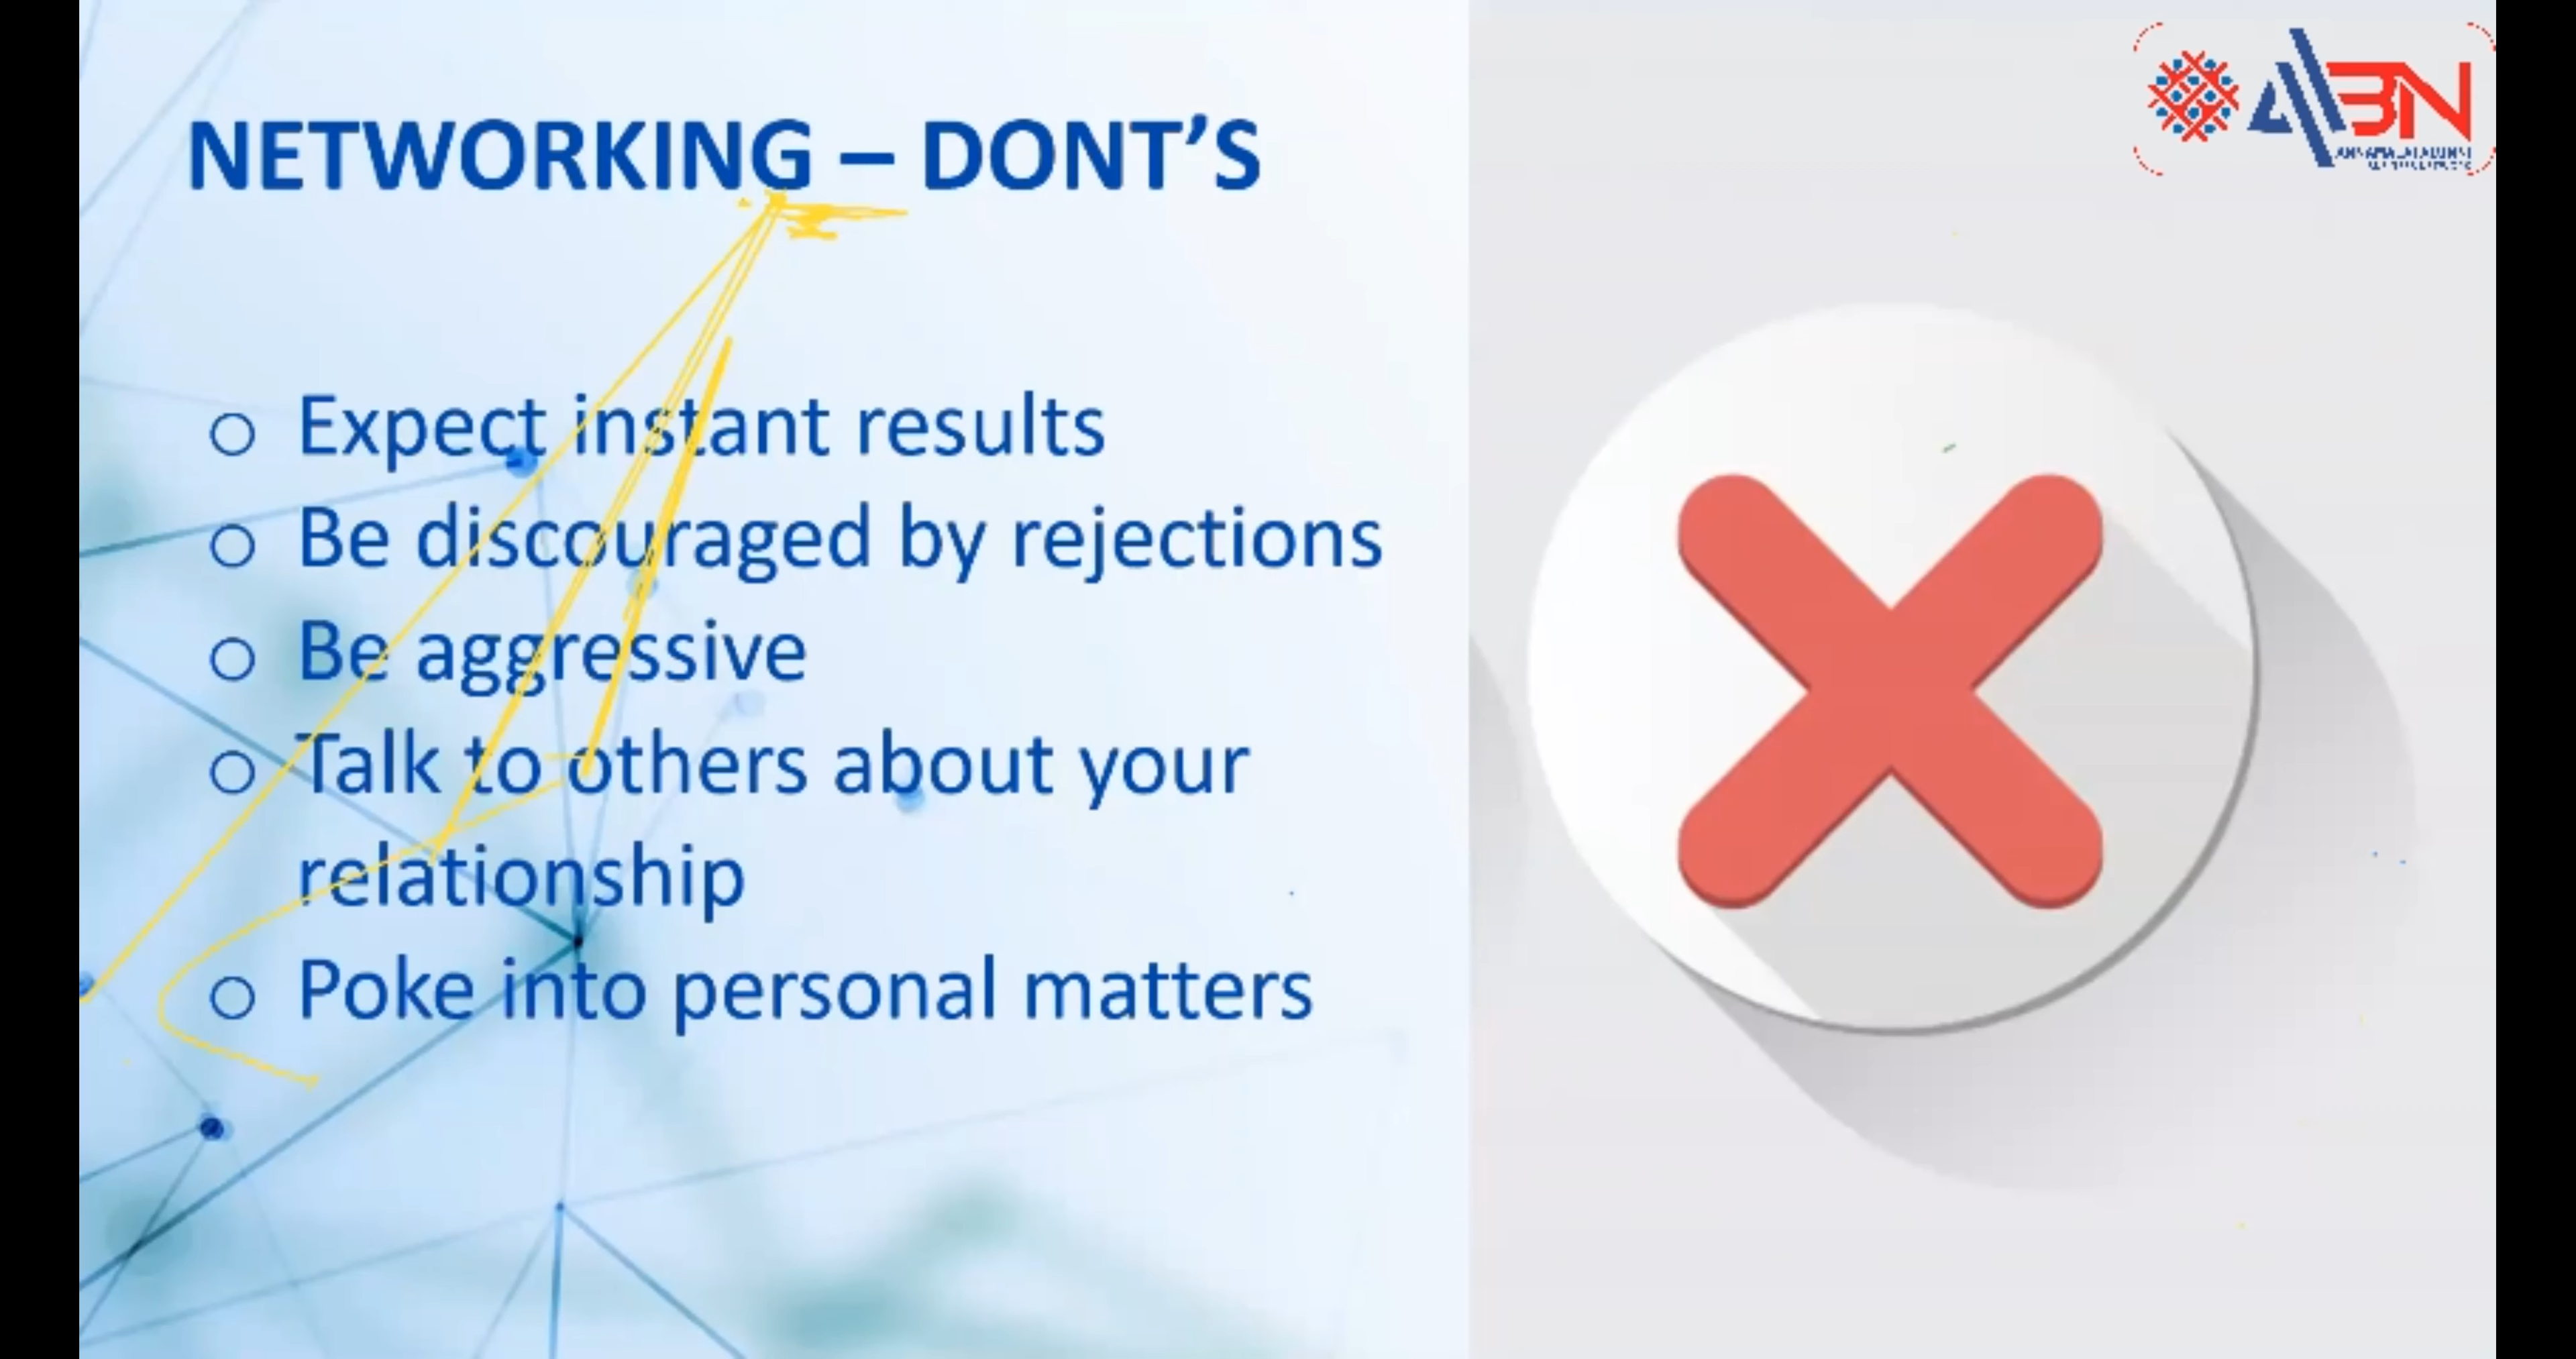 NETWORKING – DONT’S
AABN
o Expect instant results
o Be discouraged by rejections
o Be aggressive
o Talk to others about your
relationship
o Poke into personal matters